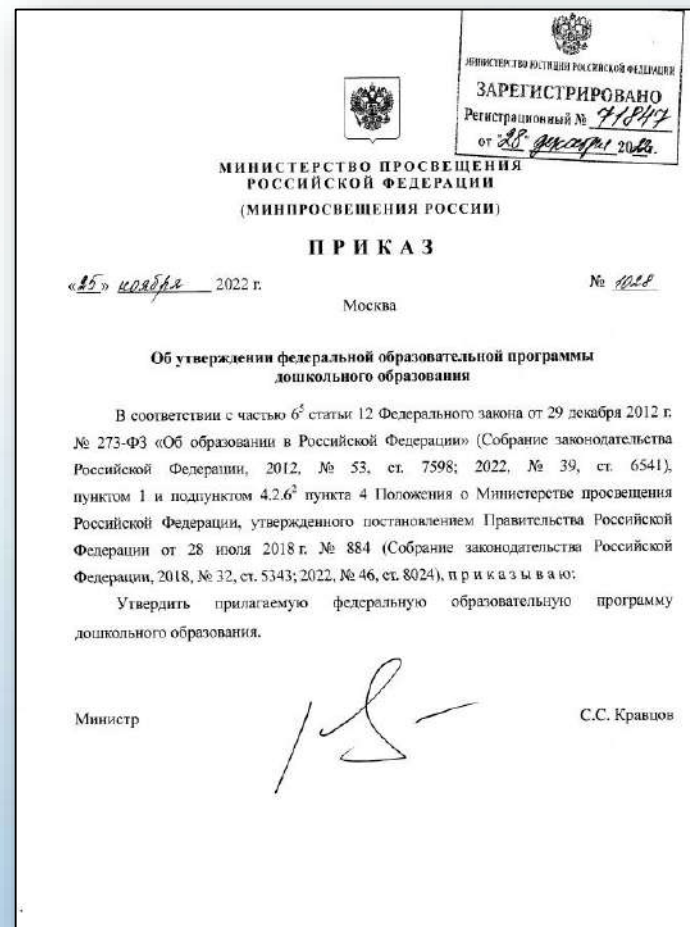 МИНИСТЕРСТВО ЮСТИЦИИ РОССИЙСКОЙ ФЕДЕРАЦИИ
ЗАРЕГИСТРИРОВАНО
Регистрационный № 71847
от "28" декабря 2022г.
МИНИСТЕРСТВО ПРОСВЕЩЕНИЯ
РОССИЙСКОЙ ФЕДЕРАЦИИ
(МИНПРОСВЕЩЕНИЯ РОССИИ)
ПРИКАЗ
«25» ноября 2022 г.
№ 1028
Москва
Об утверждении федеральной образовательной программы
дошкольного образования
В соответствии с частью 6⁵ статьи 12 Федерального закона от 29 декабря 2012 г.
№ 273-ФЗ «Об образовании в Российской Федерации» (Собрание законодательства
Российской Федерации, 2012, № 53, ст. 7598; 2022, № 39, ст. 6541),
пунктом 1 и подпунктом 4.2.6² пункта 4 Положения о Министерстве просвещения
Российской Федерации, утвержденного постановлением Правительства Российской
Федерации от 28 июля 2018 г. № 884 (Собрание законодательства Российской
Федерации, 2018, № 32, ст. 5343; 2022, № 46, ст. 8024), п р и к а з ы в а ю:
Утвердить прилагаемую федеральную образовательную программу
дошкольного образования.
Министр
С.С. Кравцов